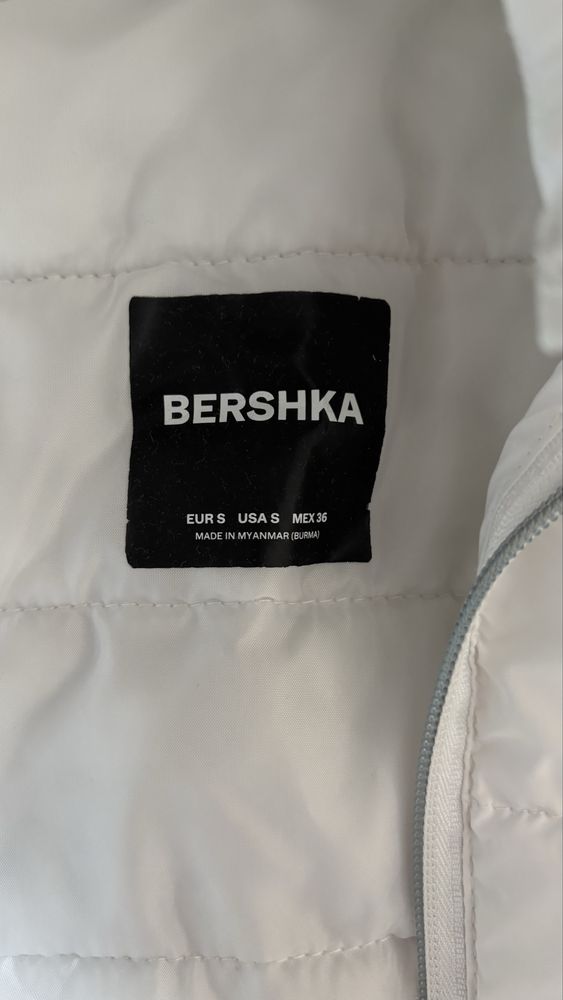 BERSHKA
EUR S USA S MEX 36
MADE IN MYANMAR (BURMA)